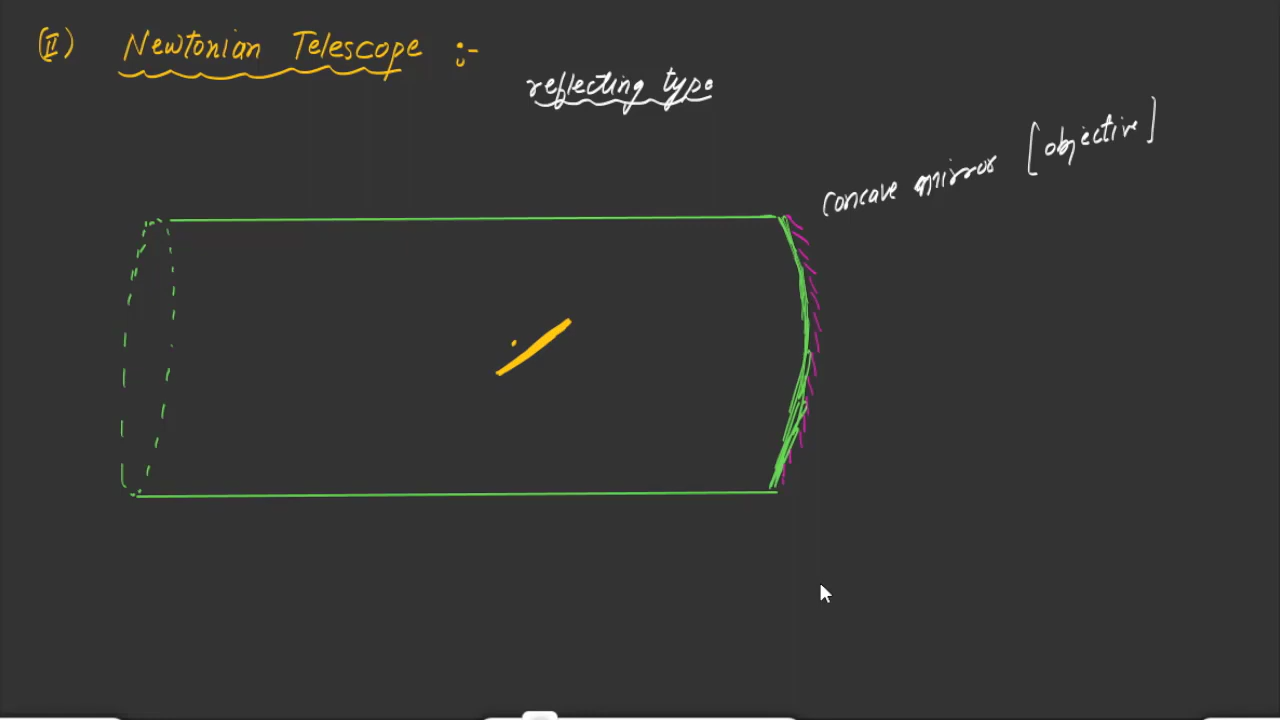 (II) Newtonian Telescope :-
reflecting type
concave mirror [objective]